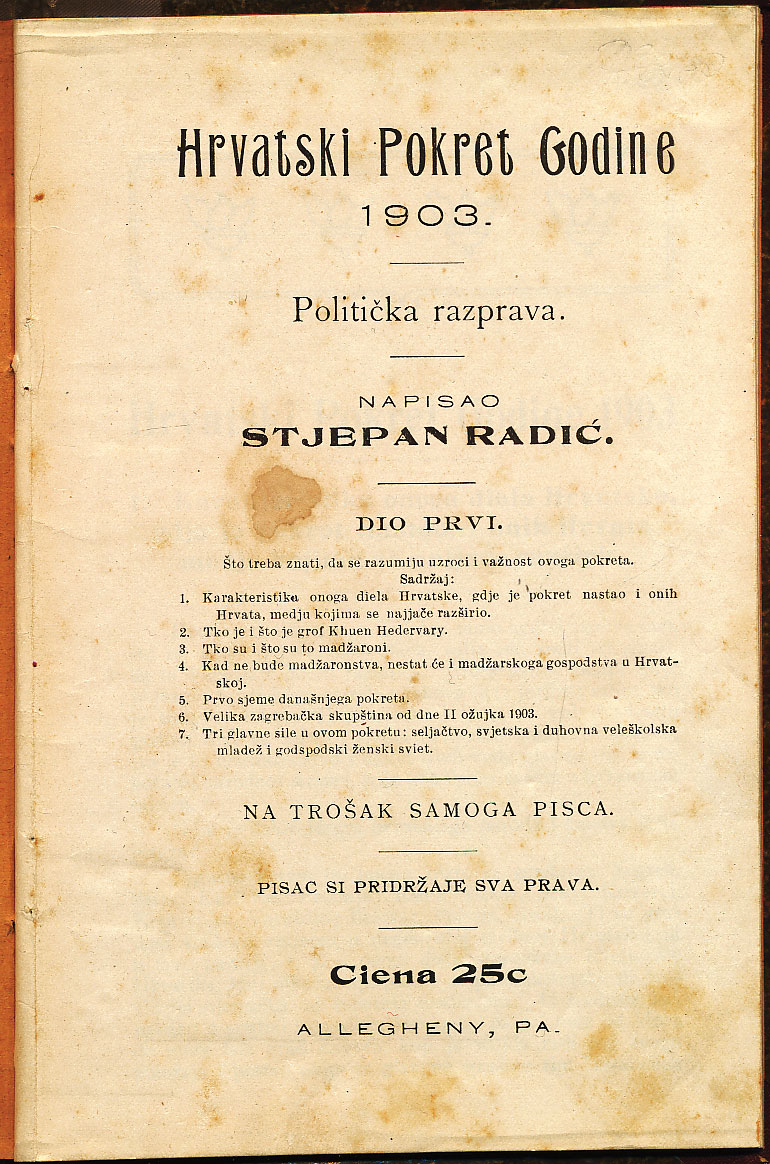 Hrvatski Pokret Godine
1903.
Politička razprava.
NAPISAO
STJEPAN RADIĆ.
DIO PRVI.
Što treba znati, da se razumiju uzroci i važnost ovoga pokreta.
Sadržaj:
1. Karakteristika onoga diela Hrvatske, gdje je pokret nastao i onih
Hrvata, medju kojima se najjače razširio.
2. Tko je i što je grof Khuen Hedervary.
3. Tko su i što su to madžaroni.
4. Kad ne bude madžaronstva, nestat će i madžarskoga gospodstva u Hrvat-
skoj.
5. Prvo sjeme današnjega pokreta.
6. Velika zagrebačka skupština od dne II ožujka 1903.
7. Tri glavne sile u ovom pokretu: seljačtvo, svjetska i duhovna veleškolska
mladež i godspodski ženski sviet.
NA TROŠAK SAMOGA PISCA.
PISAC SI PRIDRŽAJE SVA PRAVA.
Ciena 25c
ALLEGHENY, PA.